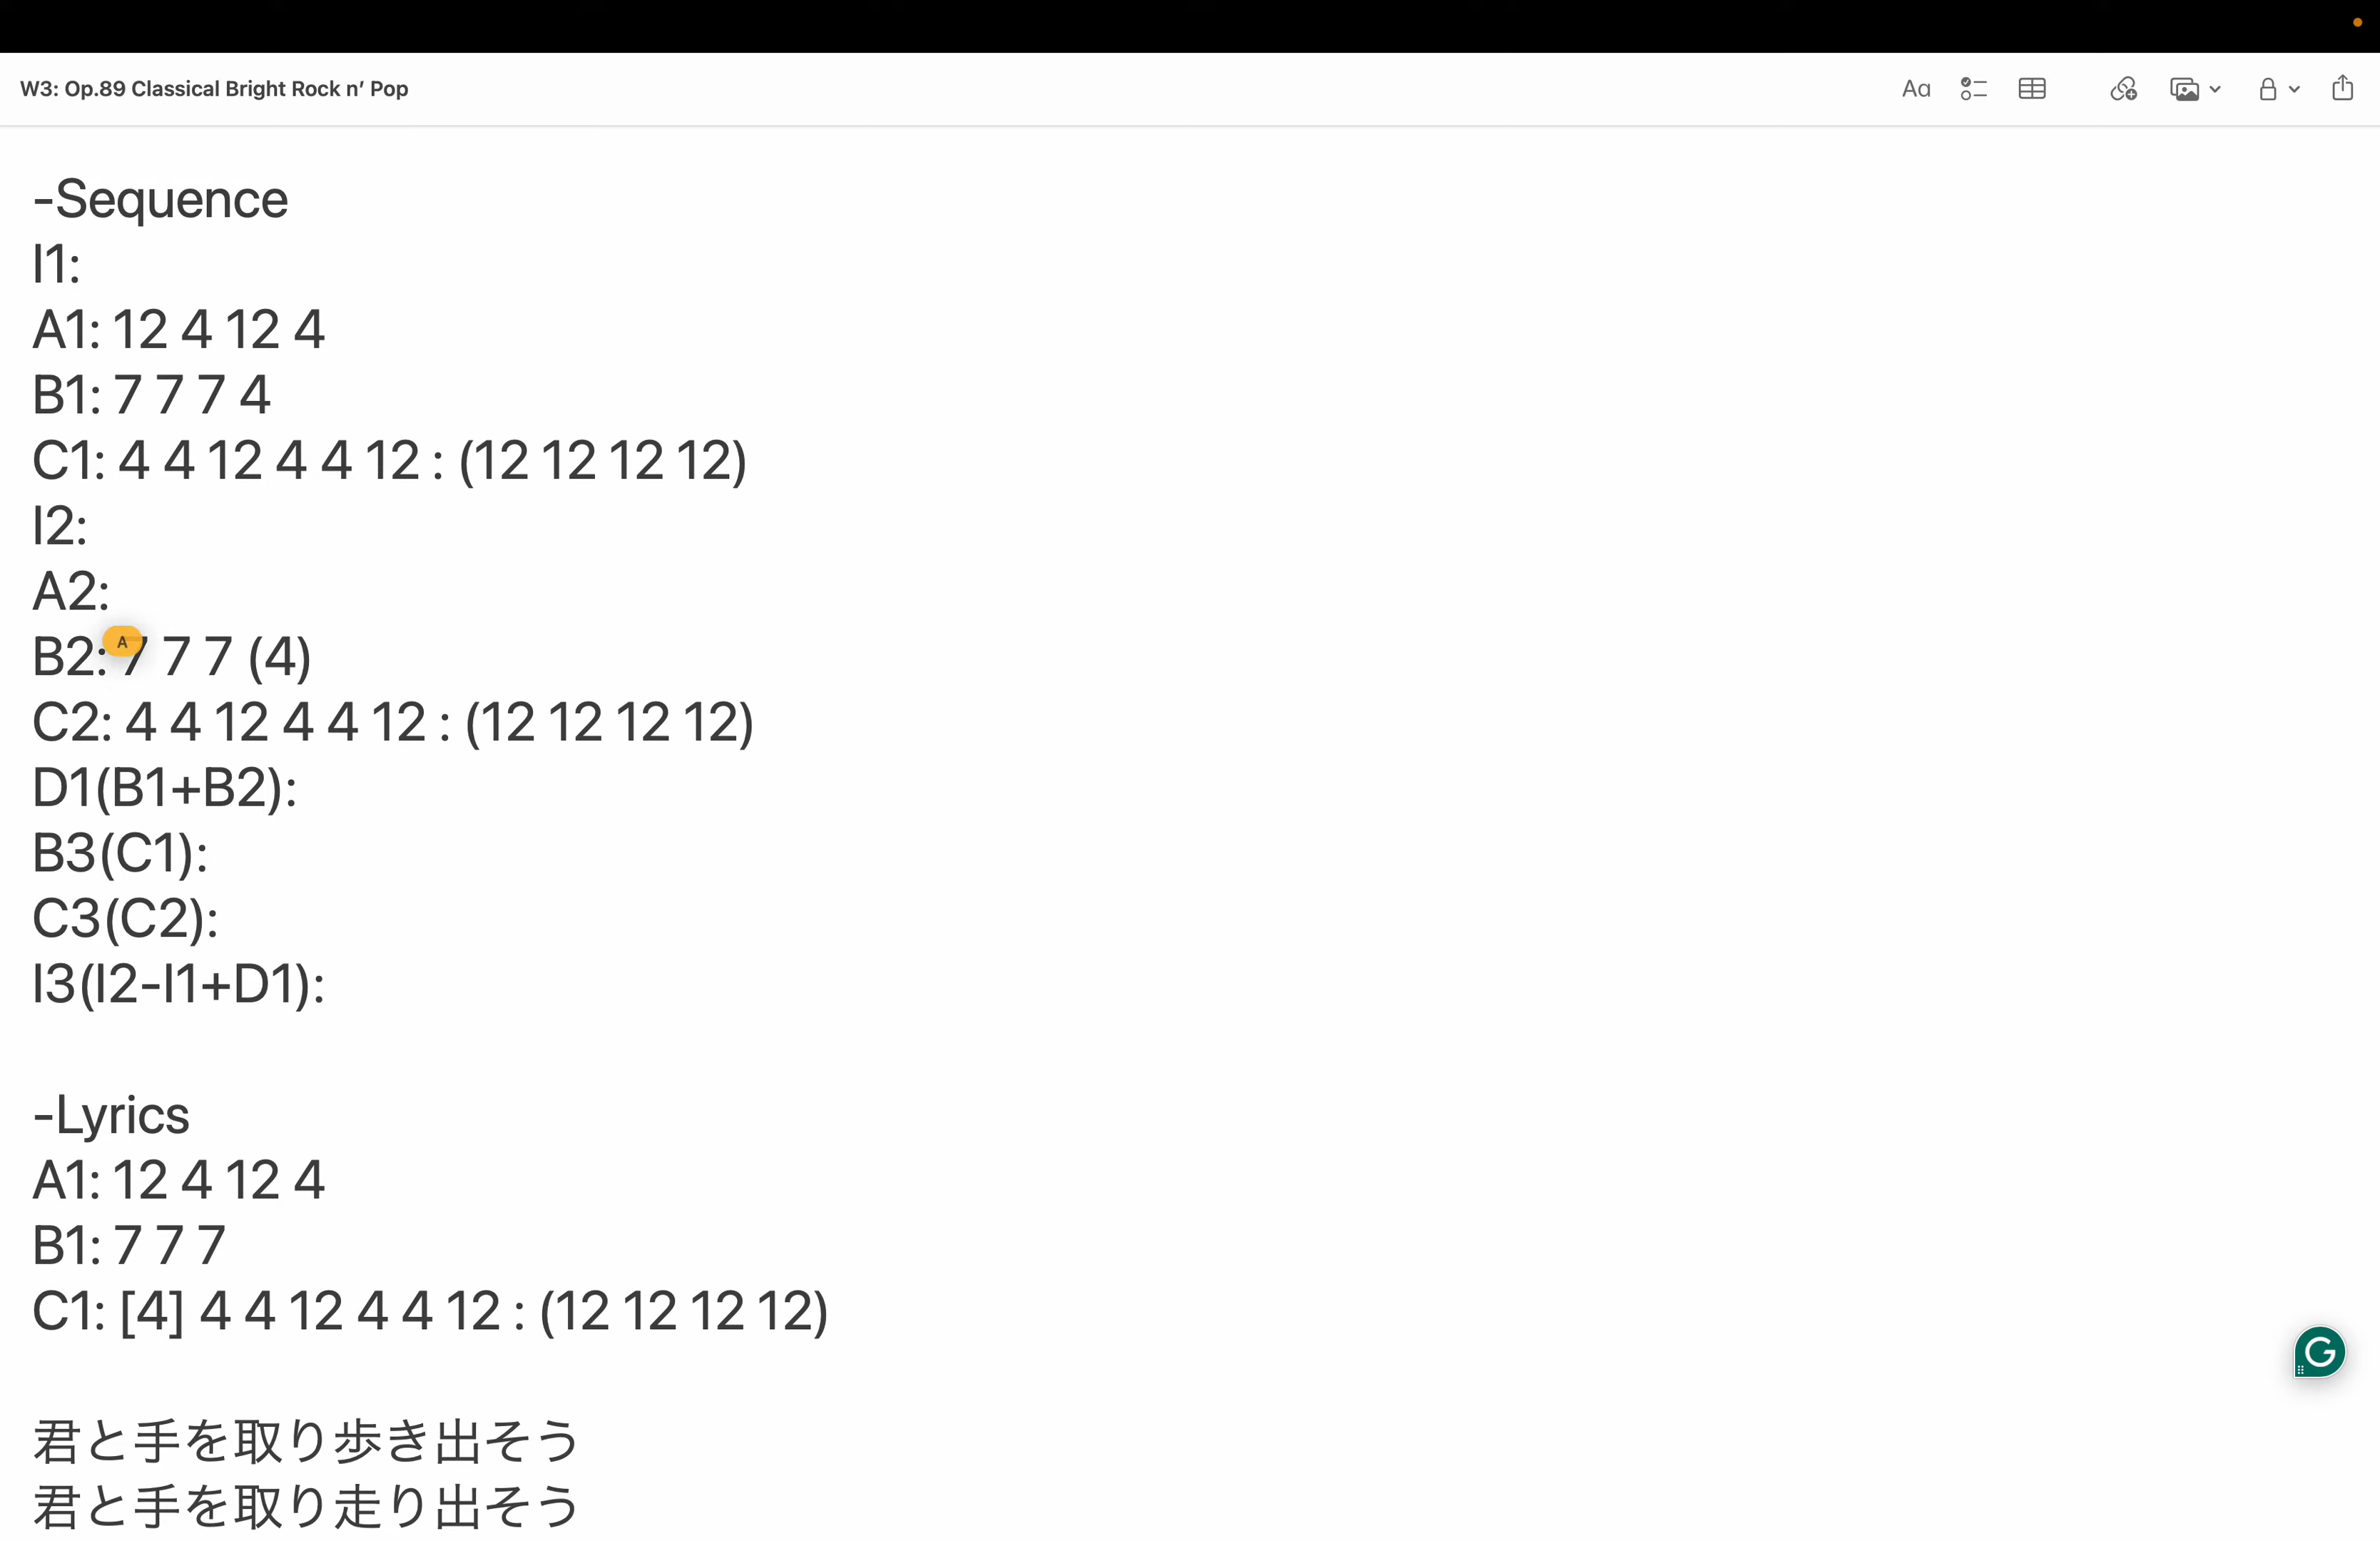 W3: Op.89 Classical Bright Rock n’ Pop
Aa
-Sequence
I1:
A1: 12 4 12 4
B1: 7 7 7 4
C1: 4 4 12 4 4 12 : (12 12 12 12)
I2:
A2:
A
B2: 7 7 7 (4)
C2: 4 4 12 4 4 12 : (12 12 12 12)
D1(B1+B2):
B3(C1):
C3(C2):
I3(I2-I1+D1):
-Lyrics
A1: 12 4 12 4
B1: 7 7 7
C1: [4] 4 4 12 4 4 12 : (12 12 12 12)
G
君と手を取り歩き出そう
君と手を取り走り出そう